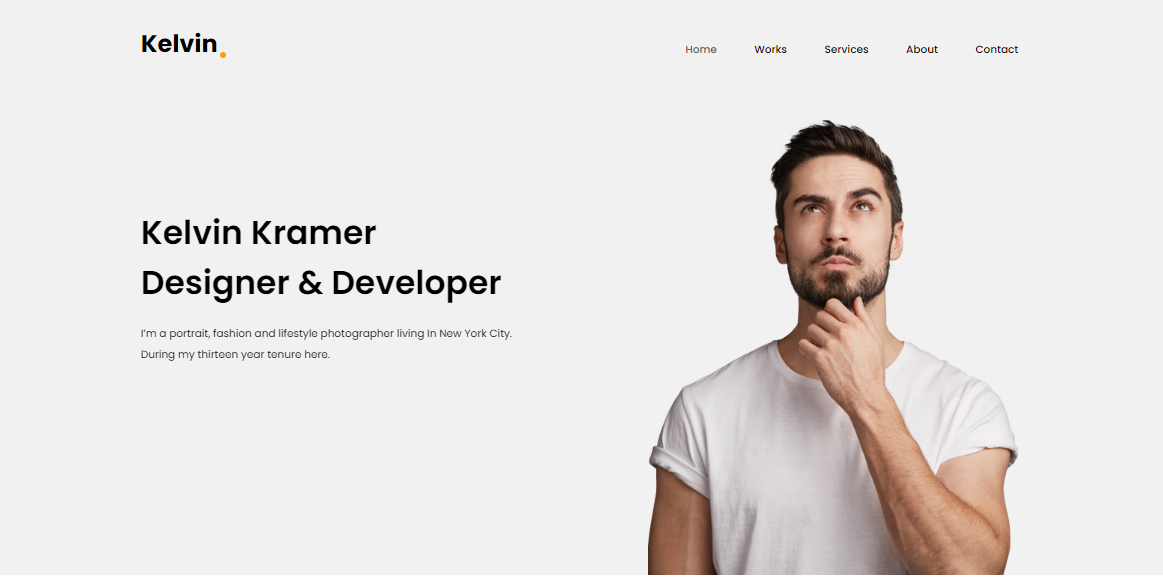 Kelvin.
Home Works Services About Contact
Kelvin Kramer
Designer & Developer
I'm a portrait, fashion and lifestyle photographer living In New York City.
During my thirteen year tenure here.